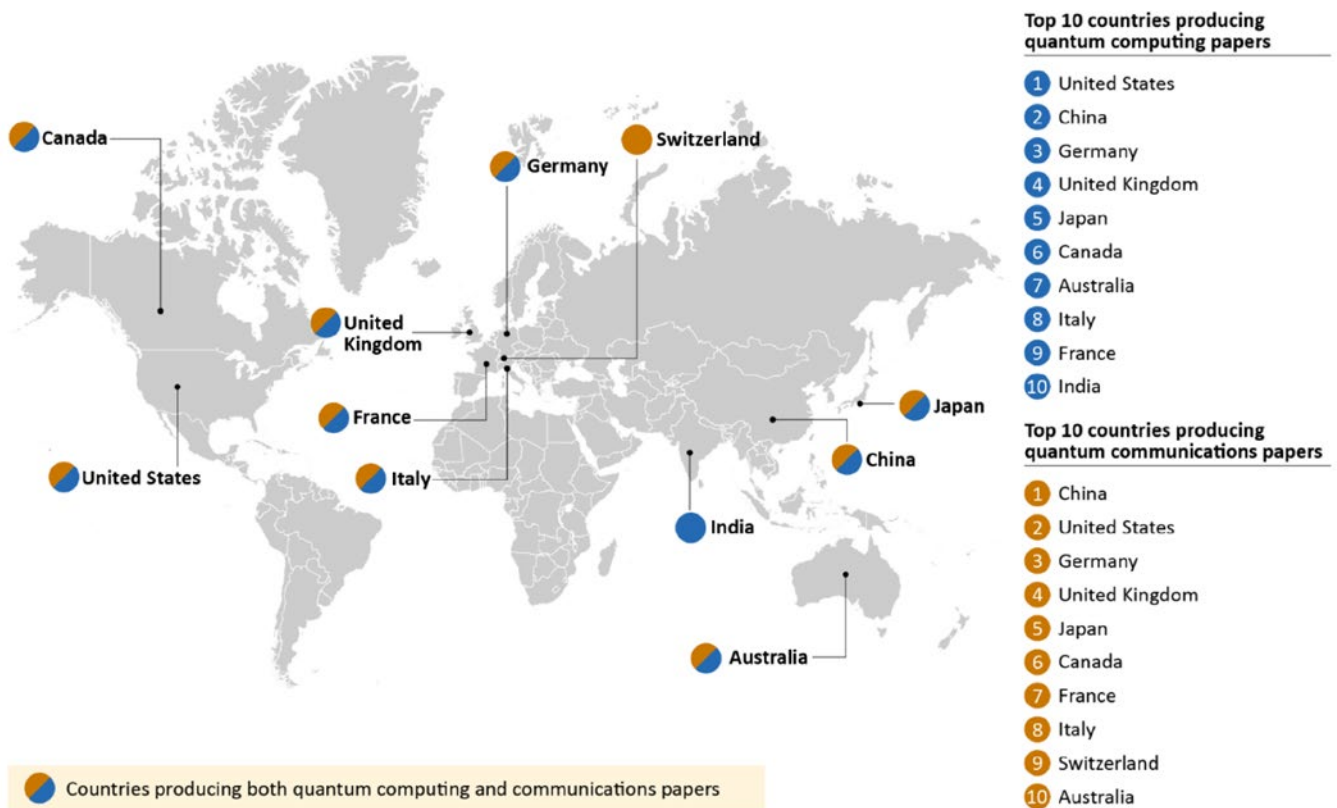 Canada
Switzerland
Germany
United
Kingdom
France
Japan
China
United States
Italy
India
Australia
Countries producing both quantum computing and communications papers
Top 10 countries producing
quantum computing papers
1 United States
2 China
3 Germany
4 United Kingdom
5 Japan
6 Canada
7 Australia
8 Italy
9 France
10 India
Top 10 countries producing
quantum communications papers
1 China
2 United States
3 Germany
4 United Kingdom
5 Japan
6 Canada
7 France
8 Italy
9 Switzerland
10 Australia